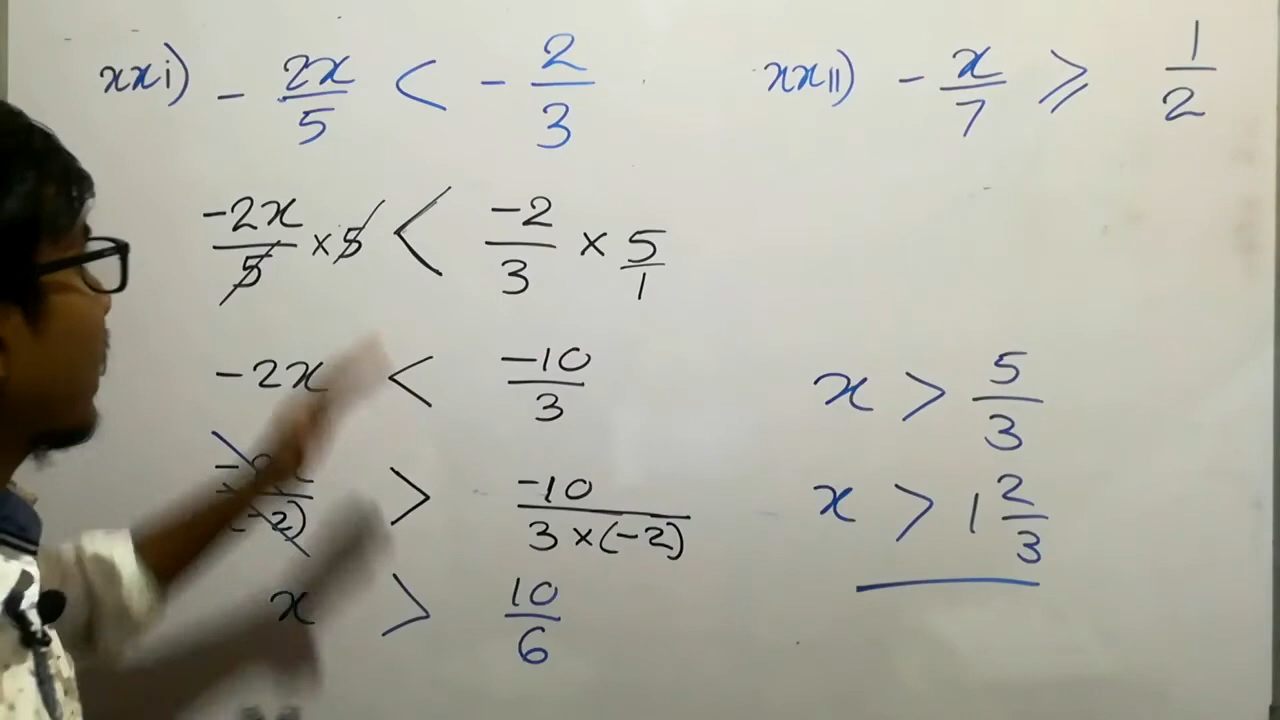 xxi) - 2x/5 < - 2/3
-2x/5 × 5 < -2/3 × 5/1
-2x < -10/3
/(-2) > -10/(3×(-2))
x > 10/6
xxii) - x/7 ⩾ 1/2
x > 5/3
x > 1 2/3